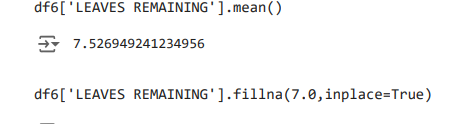 df6['LEAVES REMAINING'].mean()
7.526949241234956
df6['LEAVES REMAINING'].fillna(7.0,inplace=True)